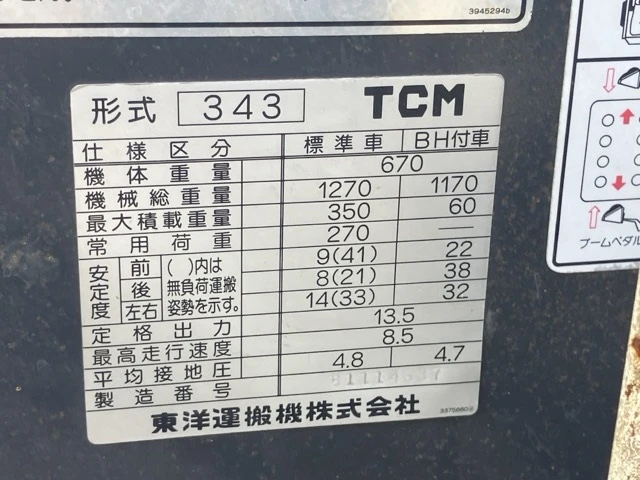 3945294b
形式 343 TCM
仕様区分 標準車 BH付車
機体重量 670
機械総重量 1270 1170
最大積載重量 350 60
常用荷重 270 —
安定度 前 ( )内は 9(41) 22
後 無負荷運搬 8(21) 38
左右 姿勢を示す。 14(33) 32
定格出力 13.5
最高走行速度 8.5
平均接地圧 4.8 4.7
製造番号
東洋運搬機株式会社
ブームペダル